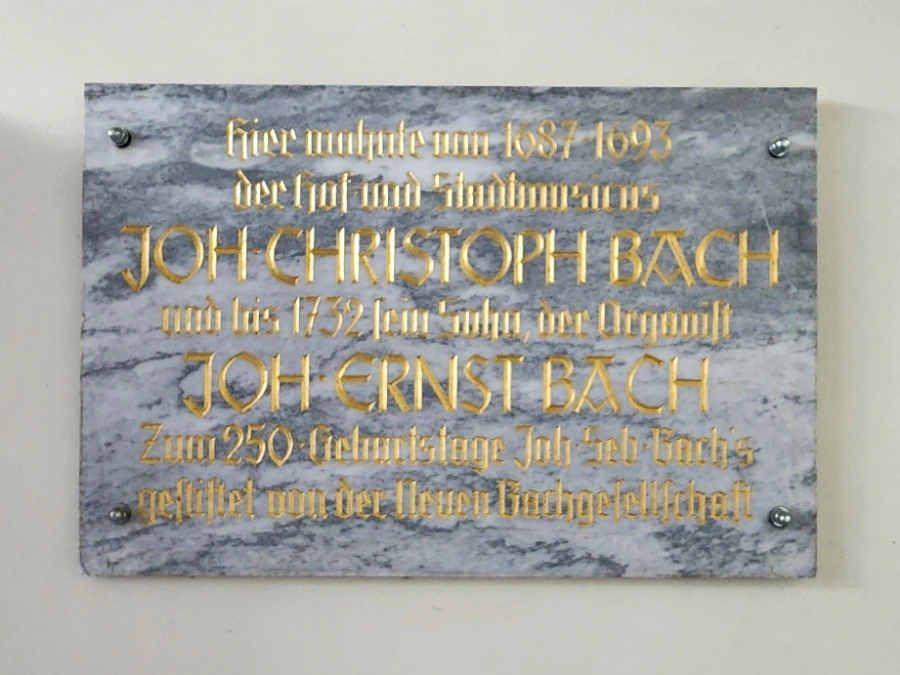 Hier wohnte von 1687-1693
der Hof und Stadtmusicus
JOH·CHRISTOPH BACH
und bis 1732 sein Sohn, der Organist
JOH·ERNST BACH
Zum 250·Geburtstage Joh·Seb·Bach's
gestiftet von der Neuen Bachgesellschaft